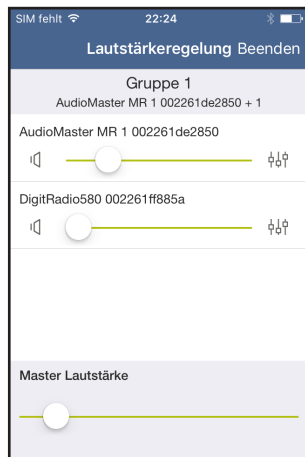 SIM fehlt 22:24
Lautstärkeregelung Beenden
Gruppe 1
AudioMaster MR 1 002261de2850 + 1
AudioMaster MR 1 002261de2850
DigitRadio580 002261ff885a
Master Lautstärke